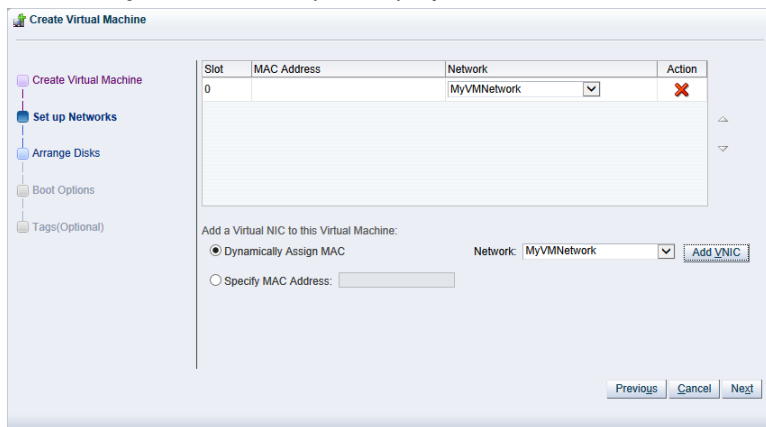 Create Virtual Machine
Create Virtual Machine
Set up Networks
Arrange Disks
Boot Options
Tags(Optional)
Slot MAC Address Network Action
0 MyVMNetwork
Add a Virtual NIC to this Virtual Machine:
Dynamically Assign MAC Network: MyVMNetwork Add VNIC
Specify MAC Address:
Previous Cancel Next